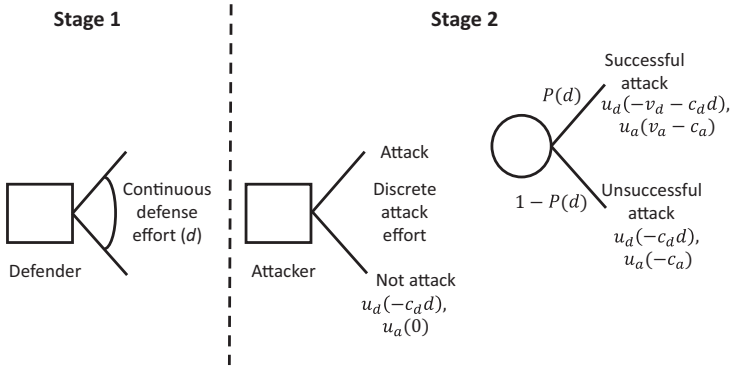 Stage 1
Stage 2
Continuous
defense
effort (d)
Defender
Attack
Discrete
attack
effort
Attacker
Not attack
u_d(−c_d d),
u_a(0)
P(d)
1 − P(d)
Successful
attack
u_d(−v_d − c_d d),
u_a(v_a − c_a)
Unsuccessful
attack
u_d(−c_d d),
u_a(−c_a)